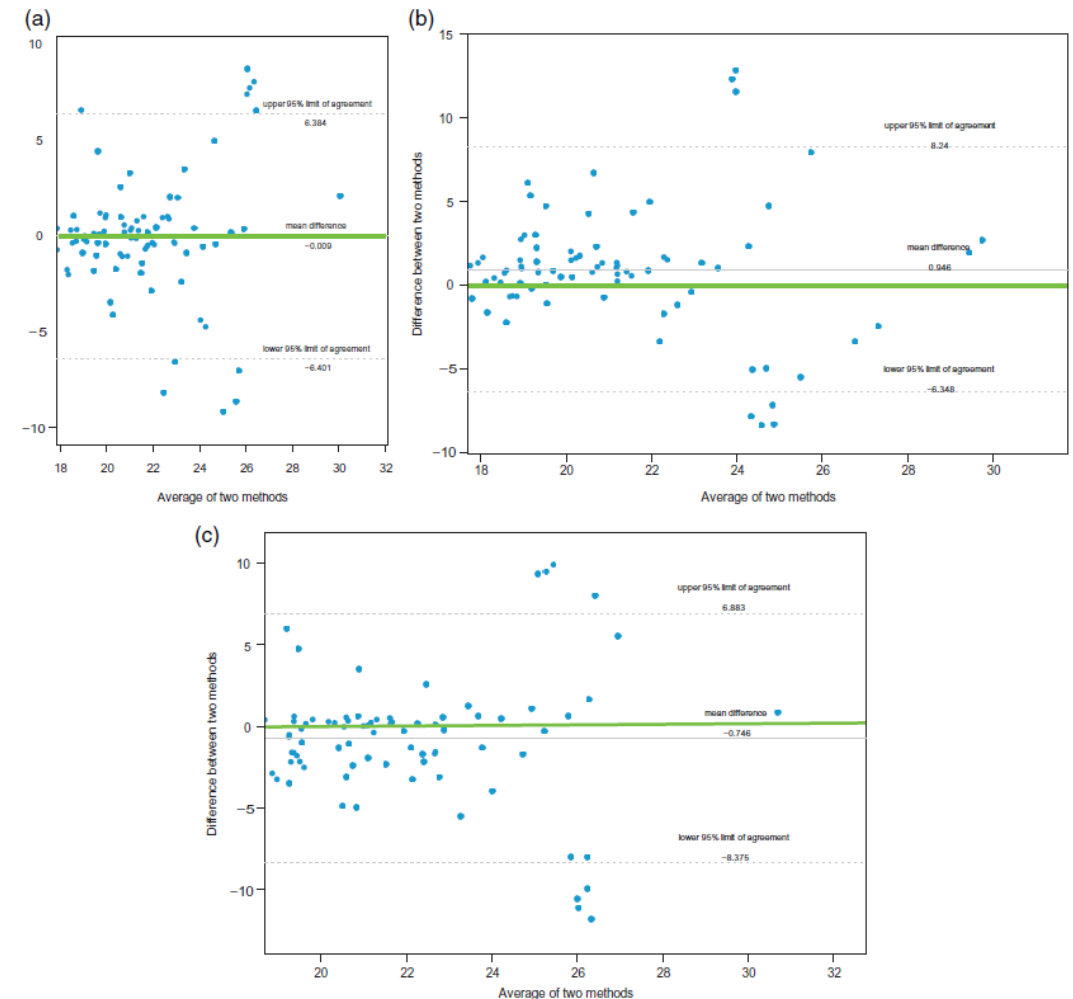 (a)
10
5
0
−5
−10
upper 95% limit of agreement
6.384
mean difference
−0.009
lower 95% limit of agreement
−6.401
18 20 22 24 26 28 30 32
Average of two methods
(b)
Difference between two methods
15
10
5
0
−5
−10
upper 95% limit of agreement
8.24
mean difference
0.946
lower 95% limit of agreement
−6.348
18 20 22 24 26 28 30
Average of two methods
(c)
Difference between two methods
10
5
0
−5
−10
upper 95% limit of agreement
6.883
mean difference
−0.746
lower 95% limit of agreement
−8.375
20 22 24 26 28 30 32
Average of two methods